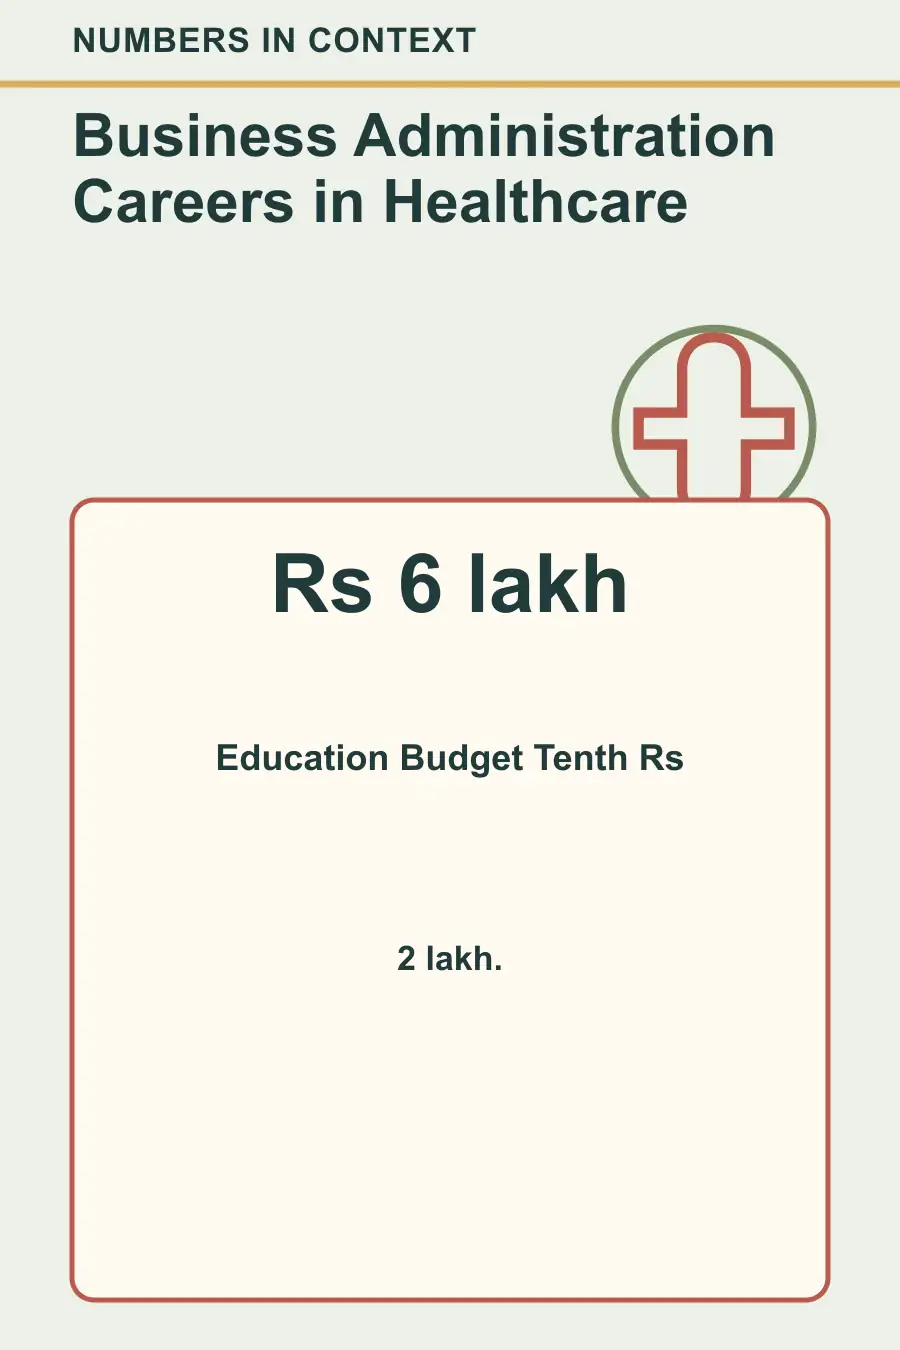 NUMBERS IN CONTEXT
Business Administration
Careers in Healthcare
Rs 6 lakh
Education Budget Tenth Rs
2 lakh.